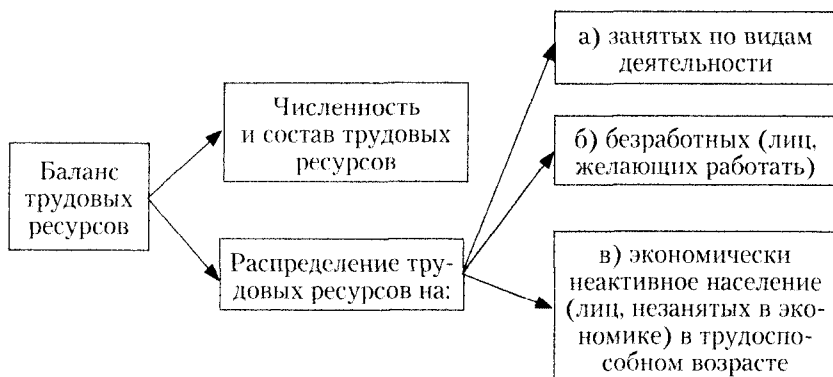 Баланс
трудовых
ресурсов
Численность
и состав трудовых
ресурсов
Распределение тру-
довых ресурсов на:
а) занятых по видам
деятельности
б) безработных (лиц,
желающих работать)
в) экономически
неактивное население
(лиц, незанятых в эко-
номике) в трудоспо-
собном возрасте